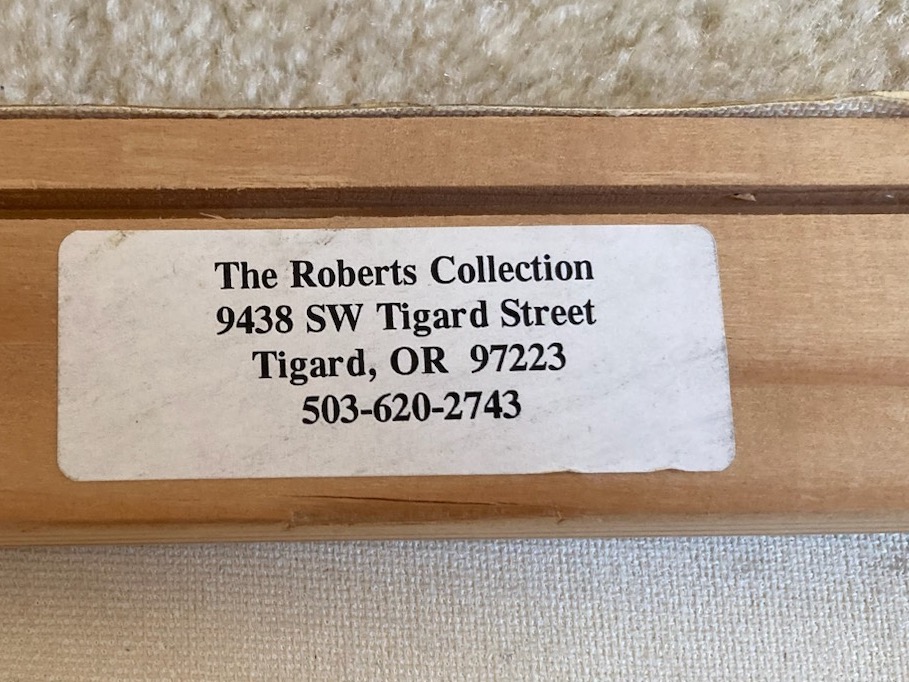 The Roberts Collection
9438 SW Tigard Street
Tigard, OR 97223
503-620-2743